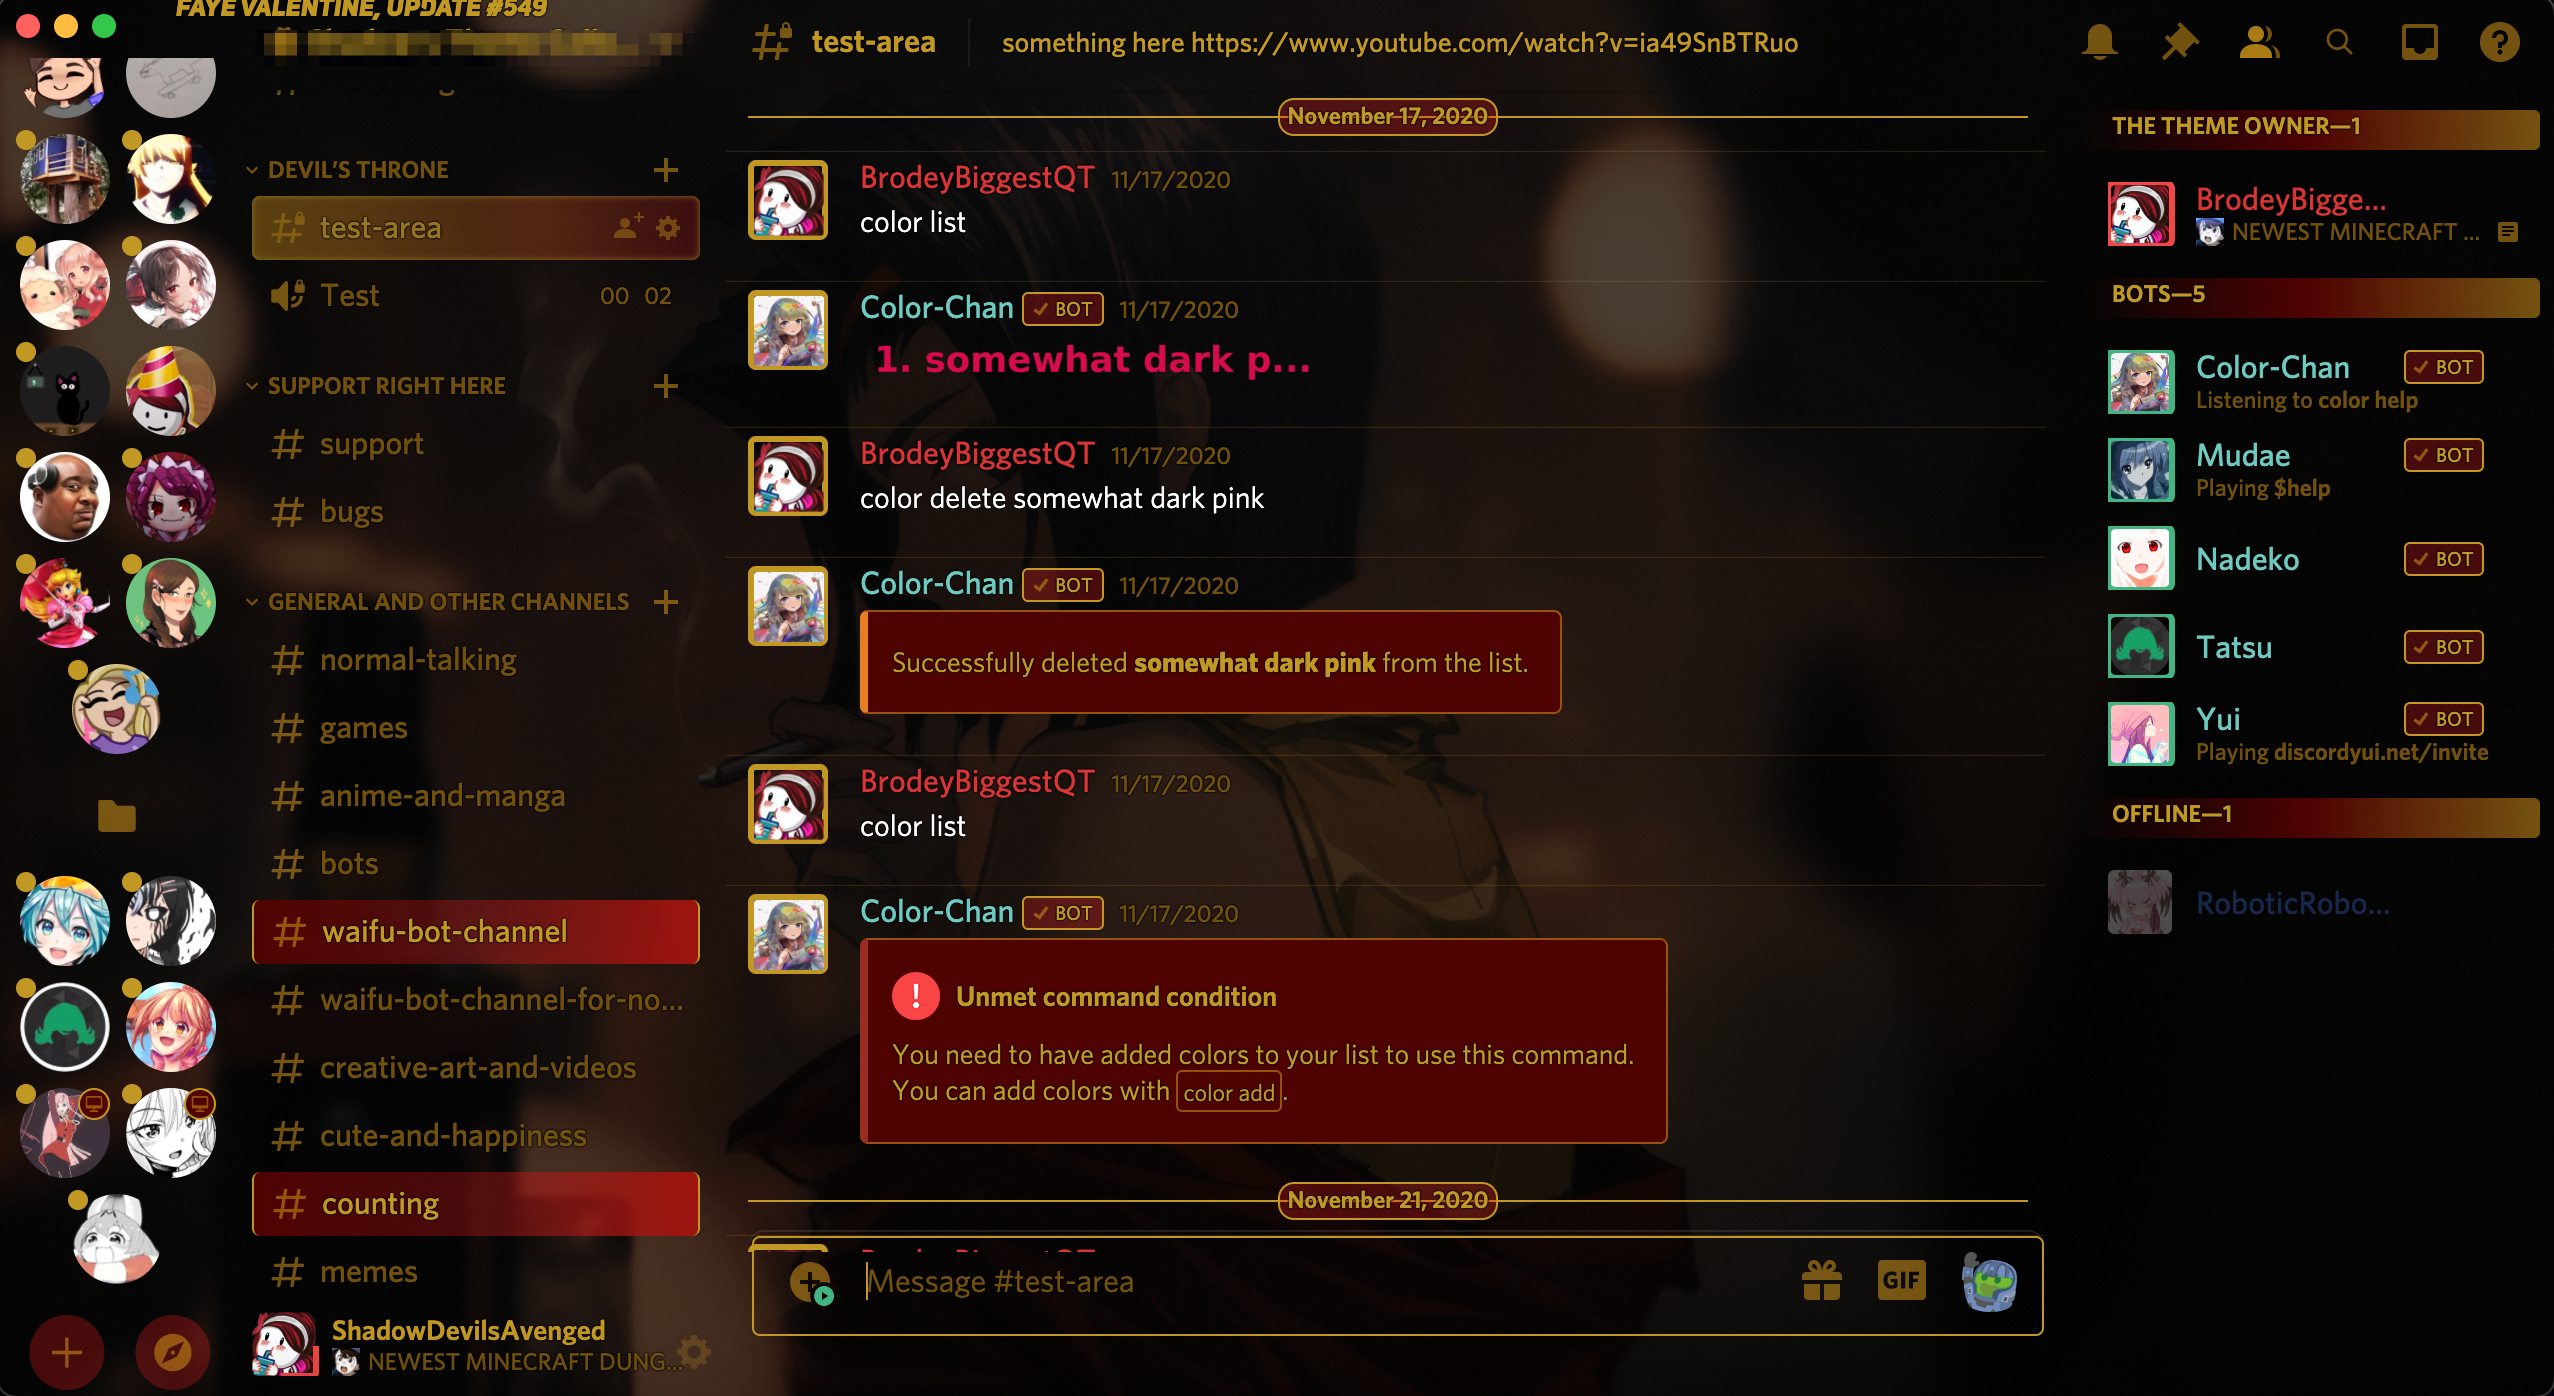 FAYE VALENTINE, UPDATE #549
DEVIL'S THRONE
test-area
Test
00 02
SUPPORT RIGHT HERE
support
bugs
GENERAL AND OTHER CHANNELS
normal-talking
games
anime-and-manga
bots
waifu-bot-channel
waifu-bot-channel-for-no...
creative-art-and-videos
cute-and-happiness
counting
memes
ShadowDevilsAvenged
NEWEST MINECRAFT DUNG...
test-area
something here https://www.youtube.com/watch?v=ia49SnBTRuo
November 17, 2020
BrodeyBiggestQT 11/17/2020
color list
Color-Chan ✓ BOT 11/17/2020
1. somewhat dark p...
BrodeyBiggestQT 11/17/2020
color delete somewhat dark pink
Color-Chan ✓ BOT 11/17/2020
Successfully deleted somewhat dark pink from the list.
BrodeyBiggestQT 11/17/2020
color list
Color-Chan ✓ BOT 11/17/2020
! Unmet command condition
You need to have added colors to your list to use this command.
You can add colors with color add.
November 21, 2020
Message #test-area
GIF
THE THEME OWNER—1
BrodeyBigge...
NEWEST MINECRAFT ...
BOTS—5
Color-Chan ✓ BOT
Listening to color help
Mudae ✓ BOT
Playing $help
Nadeko ✓ BOT
Tatsu ✓ BOT
Yui ✓ BOT
Playing discordyui.net/invite
OFFLINE—1
RoboticRobo...